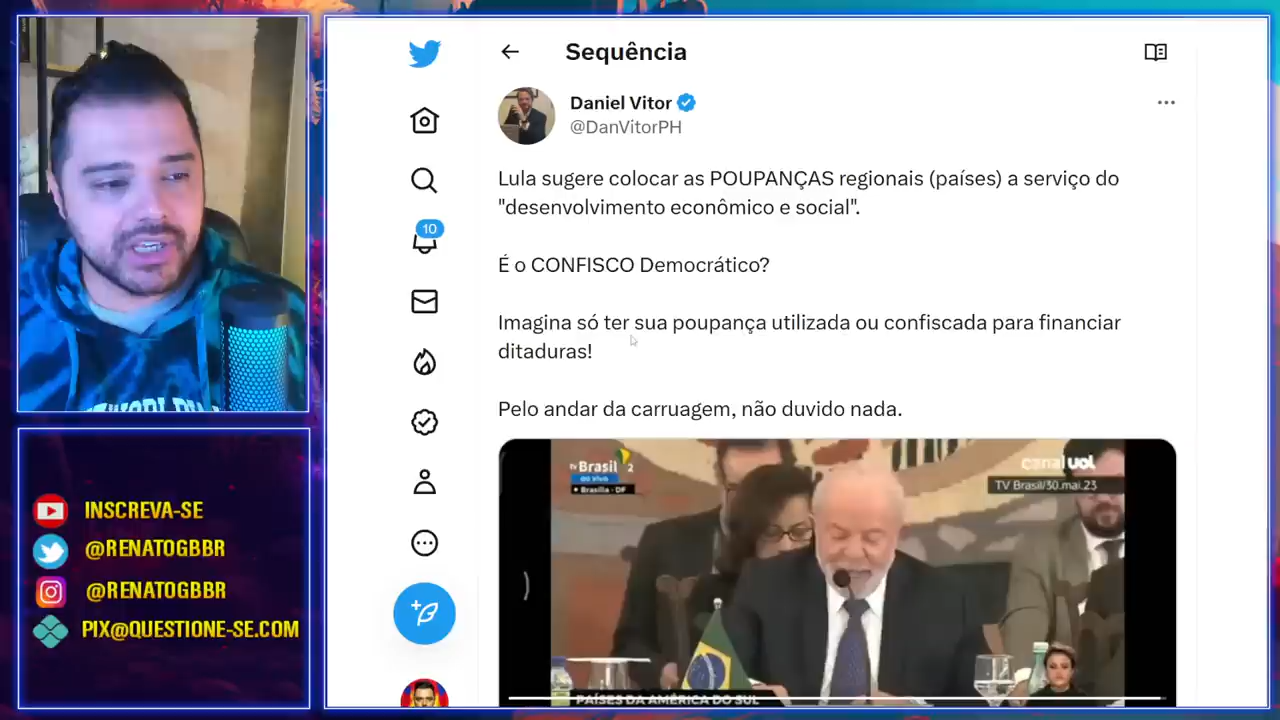 Sequência
Daniel Vitor
@DanVitorPH
Lula sugere colocar as POUPANÇAS regionais (países) a serviço do
"desenvolvimento econômico e social".
É o CONFISCO Democrático?
Imagina só ter sua poupança utilizada ou confiscada para financiar
ditaduras!
Pelo andar da carruagem, não duvido nada.
10
TV Brasil 2
ao Vivo
Brasília - DF
canal uol
TV Brasil/30.mai.23
PAÍSES DA AMÉRICA DO SUL
INSCREVA-SE
@RENATOGBBR
@RENATOGBBR
PIX@QUESTIONE-SE.COM